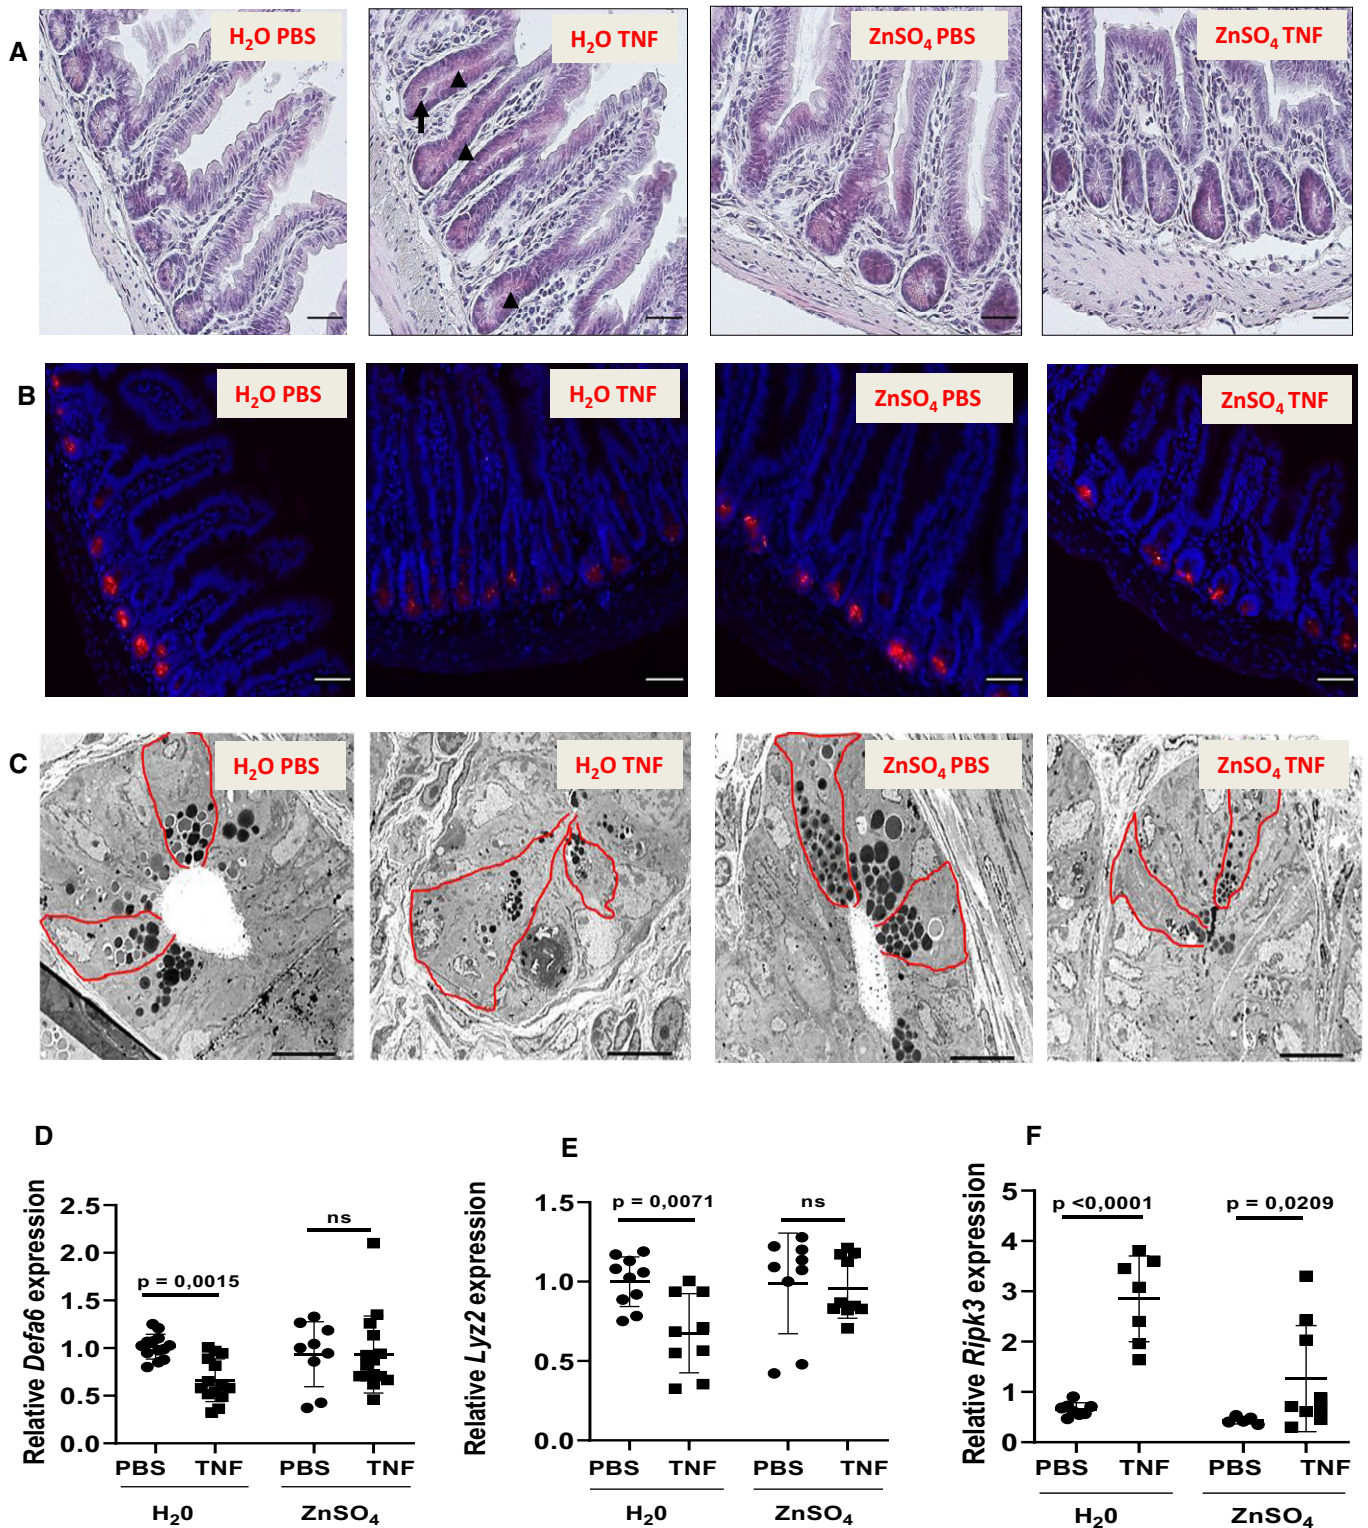 A
H₂O PBS
H₂O TNF
ZnSO₄ PBS
ZnSO₄ TNF
B
H₂O PBS
H₂O TNF
ZnSO₄ PBS
ZnSO₄ TNF
C
H₂O PBS
H₂O TNF
ZnSO₄ PBS
ZnSO₄ TNF
D
Relative Defa6 expression
2.5
2.0
1.5
1.0
0.5
0.0
p = 0,0015
ns
PBS
TNF
PBS
TNF
H₂0
ZnSO₄
E
Relative Lyz2 expression
1.5
1.0
0.5
0.0
p = 0,0071
ns
PBS
TNF
PBS
TNF
H₂0
ZnSO₄
F
Relative Ripk3 expression
5
4
3
2
1
0
p <0,0001
p = 0,0209
PBS
TNF
PBS
TNF
H₂0
ZnSO₄